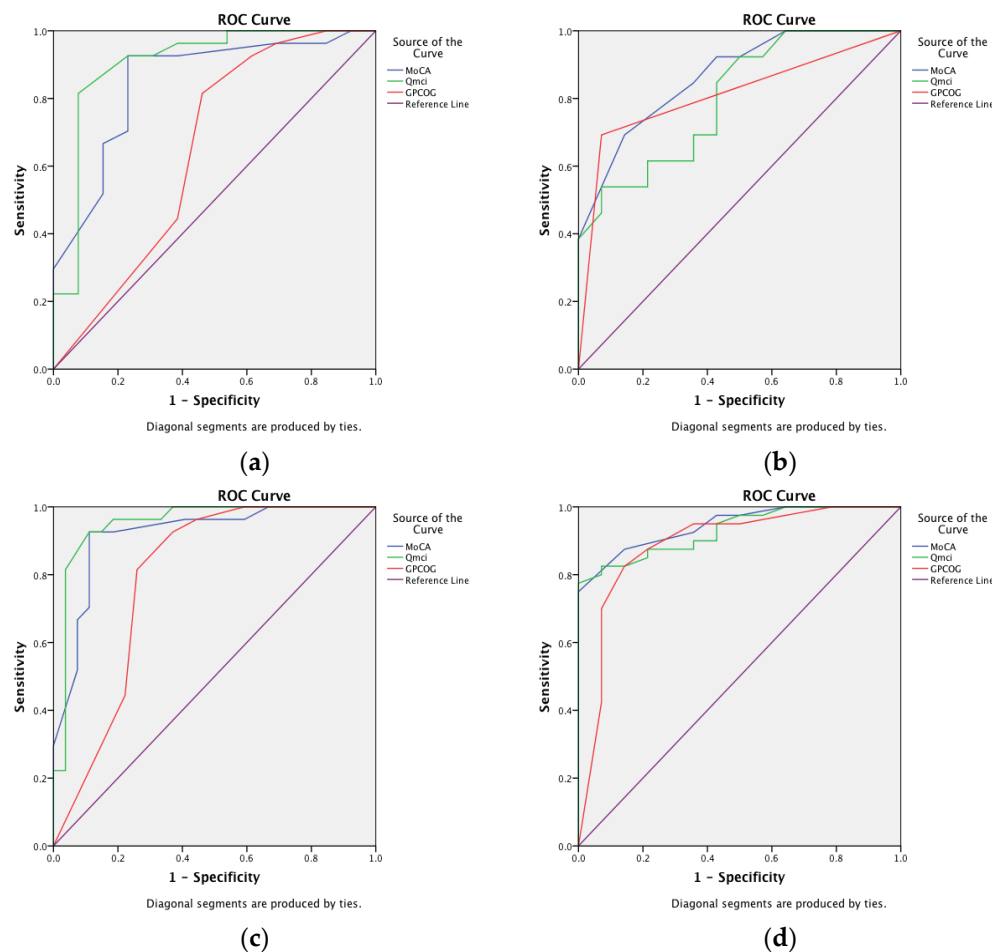 ROC Curve
Source of the
Curve
MoCA
Qmci
GPCOG
Reference Line
Sensitivity
1.0
0.8
0.6
0.4
0.2
0.0
0.0 0.2 0.4 0.6 0.8 1.0
1 - Specificity
Diagonal segments are produced by ties.
(a)
ROC Curve
Source of the
Curve
MoCA
Qmci
GPCOG
Reference Line
Sensitivity
1.0
0.8
0.6
0.4
0.2
0.0
0.0 0.2 0.4 0.6 0.8 1.0
1 - Specificity
Diagonal segments are produced by ties.
(b)
ROC Curve
Source of the
Curve
MoCA
Qmci
GPCOG
Reference Line
Sensitivity
1.0
0.8
0.6
0.4
0.2
0.0
0.0 0.2 0.4 0.6 0.8 1.0
1 - Specificity
Diagonal segments are produced by ties.
(c)
ROC Curve
Source of the
Curve
MoCA
Qmci
GPCOG
Reference Line
Sensitivity
1.0
0.8
0.6
0.4
0.2
0.0
0.0 0.2 0.4 0.6 0.8 1.0
1 - Specificity
Diagonal segments are produced by ties.
(d)